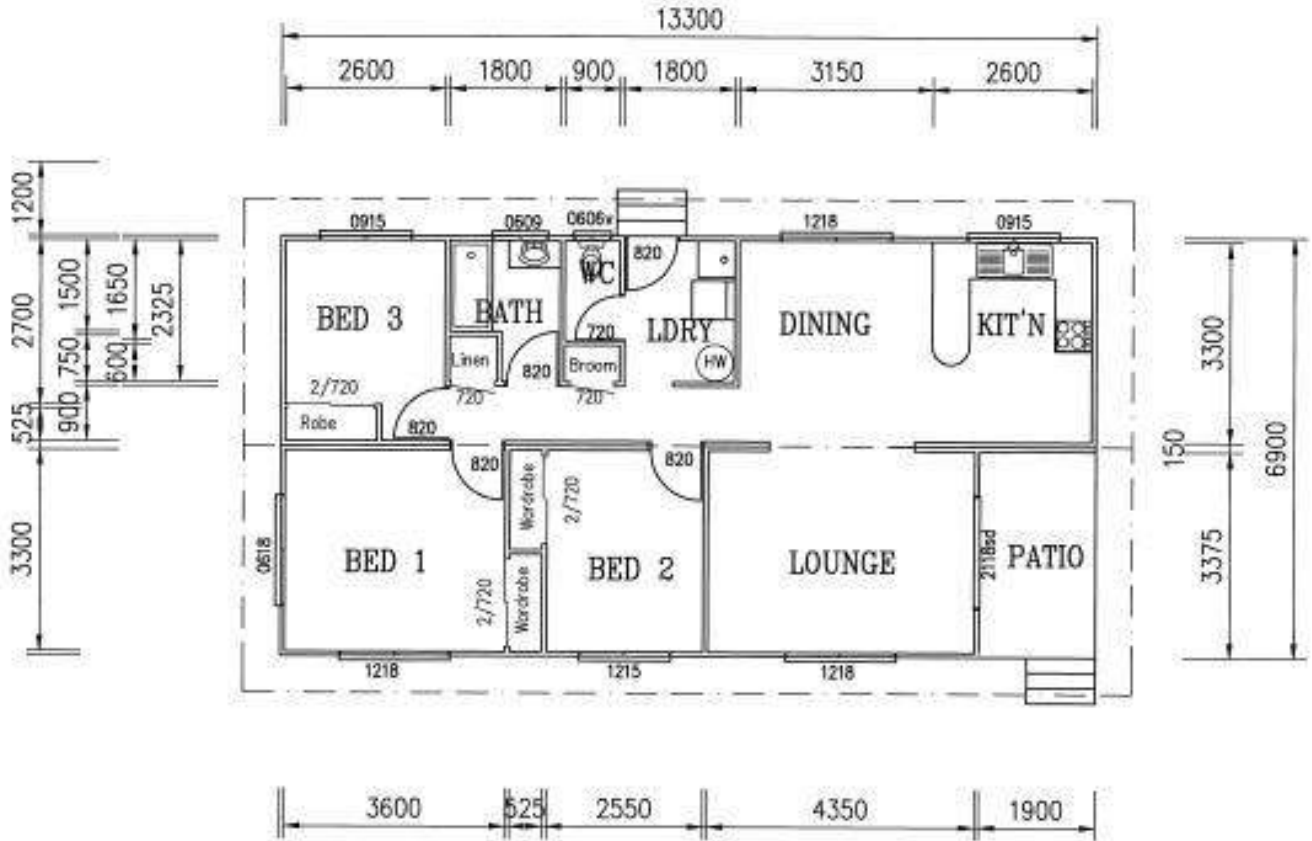 13300
2600 1800 900 1800 3150 2600
1200
2700
525
3300
1500
750
900
1650
600
2325
0915 0609 0606v 1218 0915
BED 3
BATH
WC
820
720
LDRY
DINING
KIT'N
Linen
820
Broom
HW
720
720
2/720
Robe
820
820
820
Wardrobe
2/720
BED 1
2/720
Wardrobe
BED 2
LOUNGE
2118sd
PATIO
0618
1218
1215
1218
3300
150
3375
6900
3600 525 2550 4350 1900